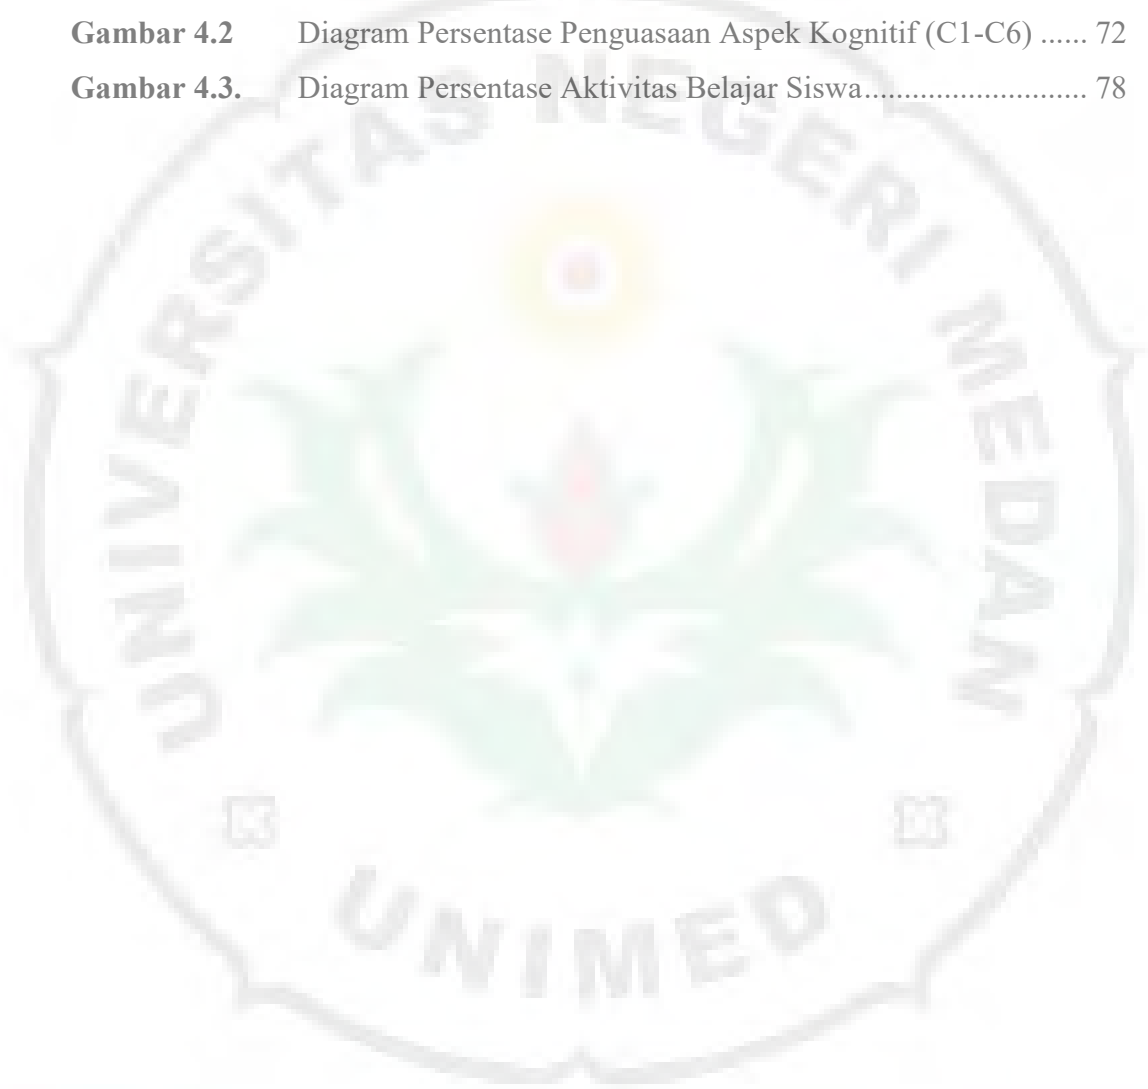 Gambar 4.2 Diagram Persentase Penguasaan Aspek Kognitif (C1-C6) ...... 72
Gambar 4.3. Diagram Persentase Aktivitas Belajar Siswa........................... 78
UNIVERSITAS NEGERI MEDAN
UNIMED